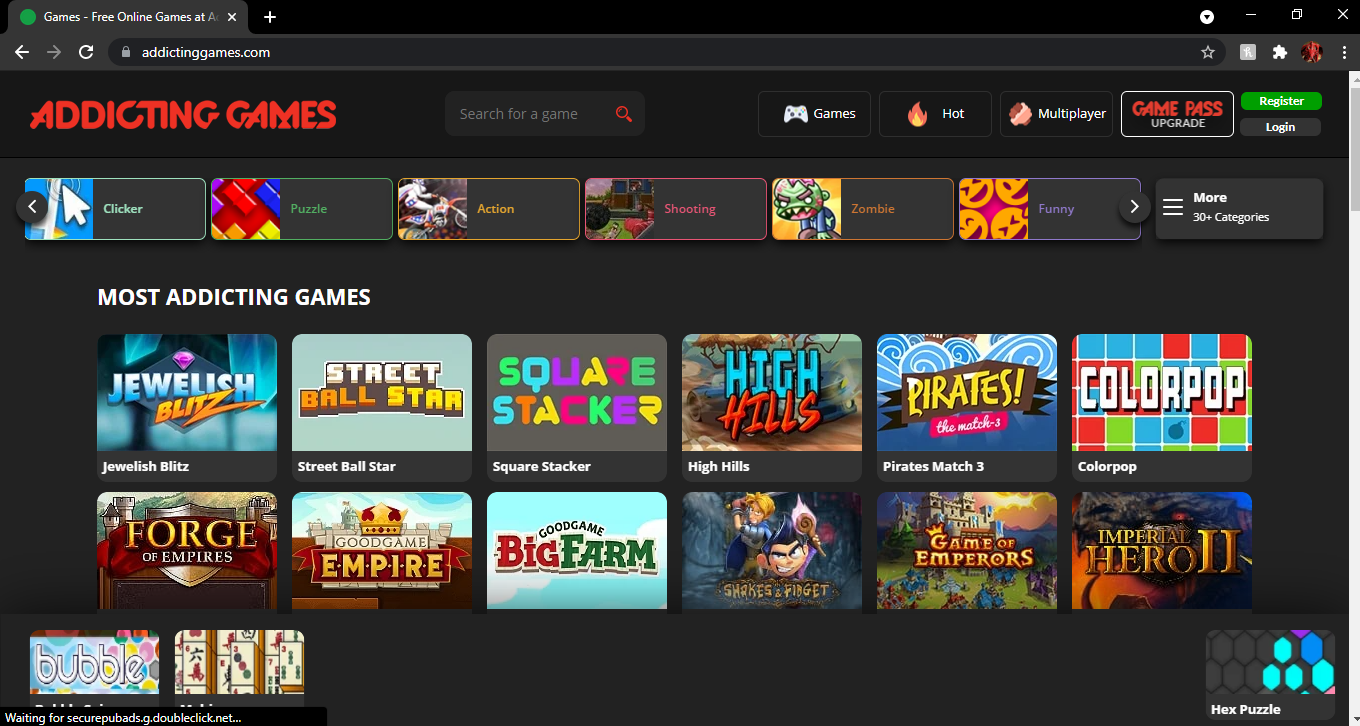 Games - Free Online Games at Ad
addictinggames.com
ADDICTING GAMES
Search for a game
Games
Hot
Multiplayer
GAME PASS
UPGRADE
Register
Login
Clicker
Puzzle
Action
Shooting
Zombie
Funny
More
30+ Categories
MOST ADDICTING GAMES
JEWELISH
BLITZ
STREET
BALL STAR
SQUARE
STACKER
HIGH
HILLS
PIRATES!
the match-3
COLORPOP
Jewelish Blitz
Street Ball Star
Square Stacker
High Hills
Pirates Match 3
Colorpop
FORGE
OF EMPIRES
GOODGAME
EMPIRE
GOODGAME
BIGFARM
SHAKES & FIDGET
GAME OF
EMPERORS
IMPERIAL
HERO II
bubble
Hex Puzzle
Waiting for securepubads.g.doubleclick.net...